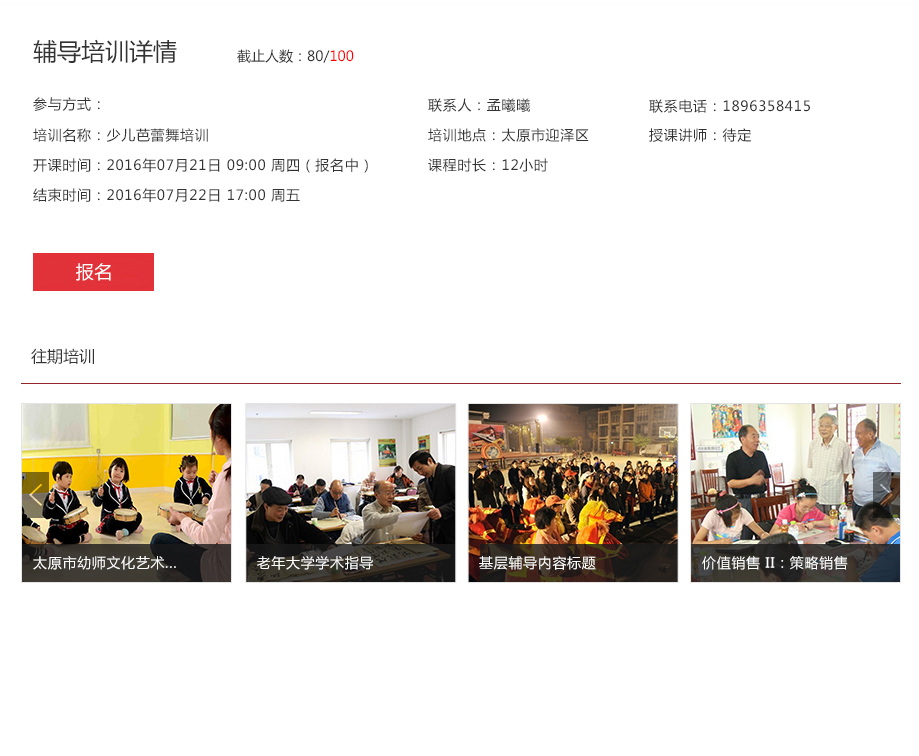 辅导培训详情 截止人数：80/100
参与方式： 联系人：孟曦曦 联系电话：1896358415
培训名称：少儿芭蕾舞培训 培训地点：太原市迎泽区 授课讲师：待定
开课时间：2016年07月21日 09:00 周四（报名中） 课程时长：12小时
结束时间：2016年07月22日 17:00 周五
报名
往期培训
太原市幼师文化艺术... 老年大学学术指导 基层辅导内容标题 价值销售 II：策略销售